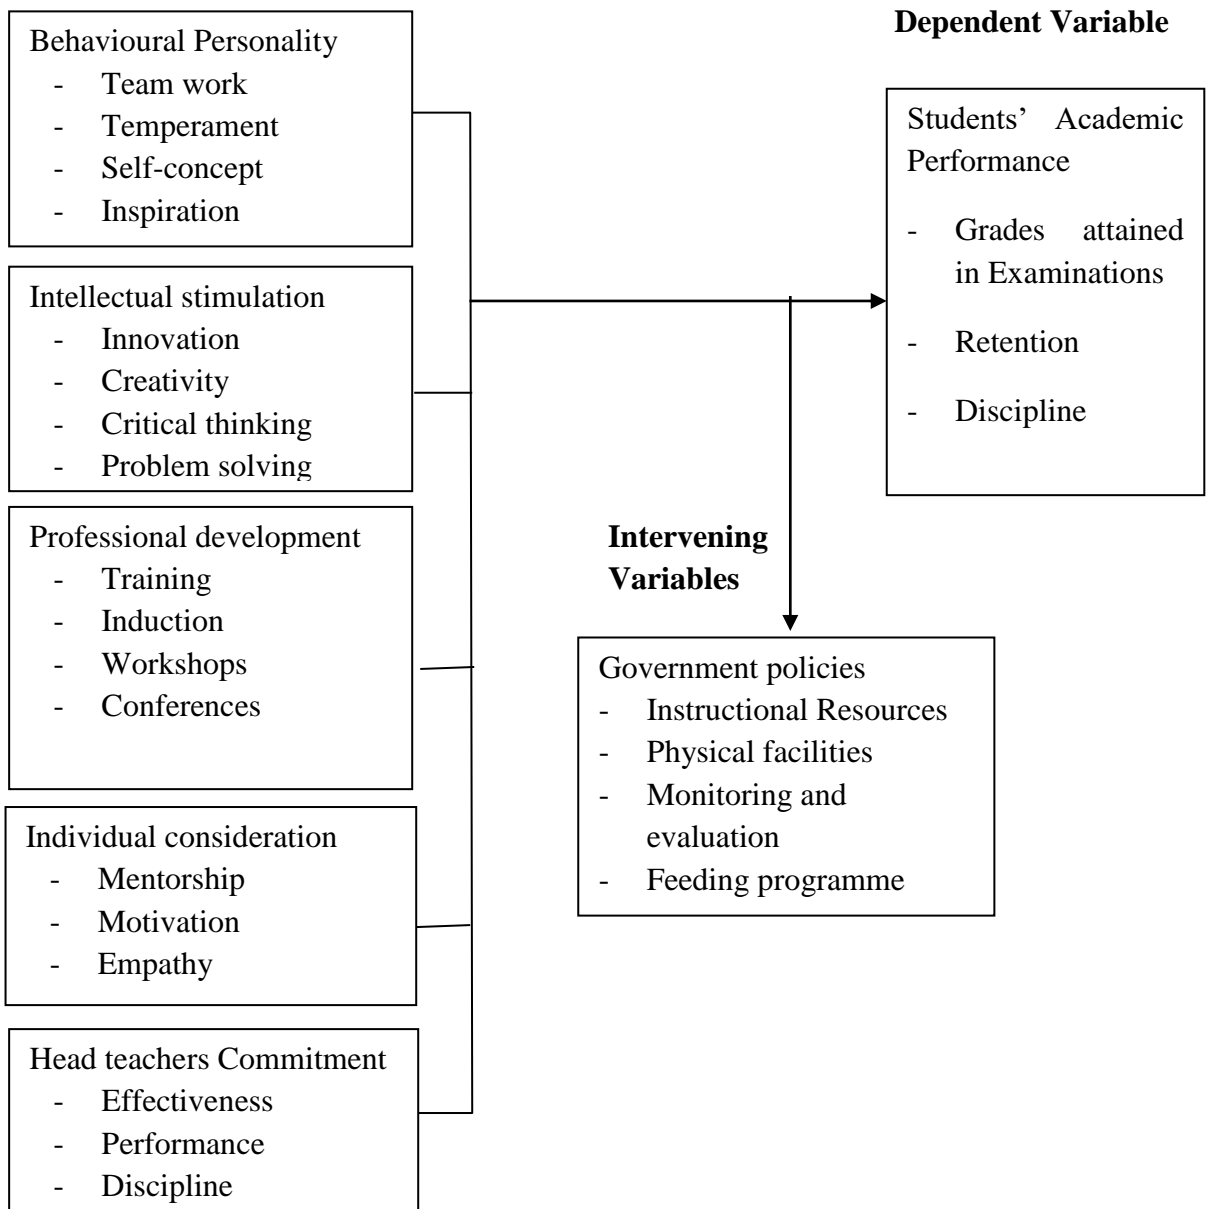 Behavioural Personality
- Team work
- Temperament
- Self-concept
- Inspiration
Intellectual stimulation
- Innovation
- Creativity
- Critical thinking
- Problem solving
Professional development
- Training
- Induction
- Workshops
- Conferences
Individual consideration
- Mentorship
- Motivation
- Empathy
Head teachers Commitment
- Effectiveness
- Performance
- Discipline
Intervening
Variables
Government policies
- Instructional Resources
- Physical facilities
- Monitoring and
evaluation
- Feeding programme
Dependent Variable
Students’ Academic
Performance
- Grades attained
in Examinations
- Retention
- Discipline